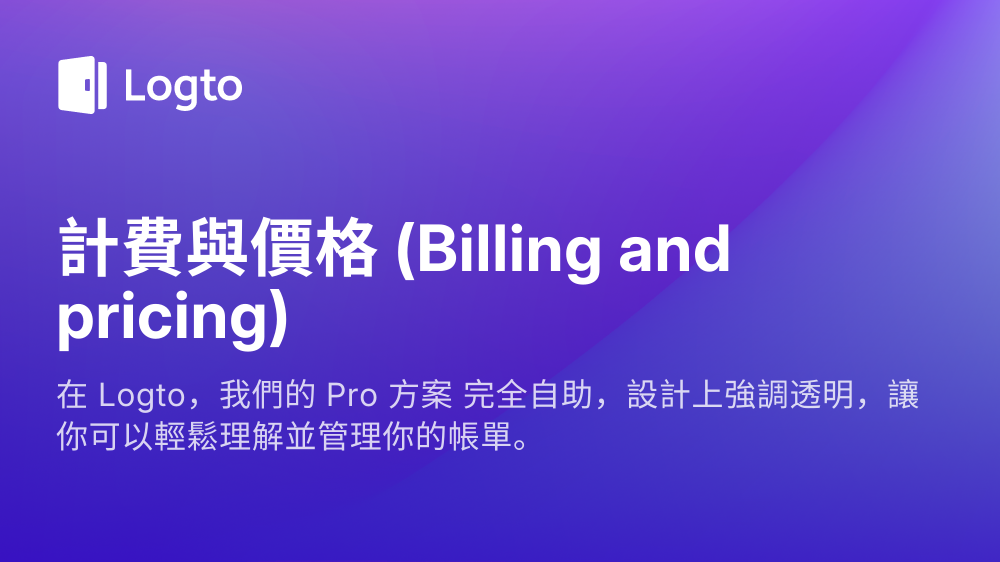 Logto
計費與價格 (Billing and
pricing)
在 Logto，我們的 Pro 方案 完全自助，設計上強調透明，讓
你可以輕鬆理解並管理你的帳單。